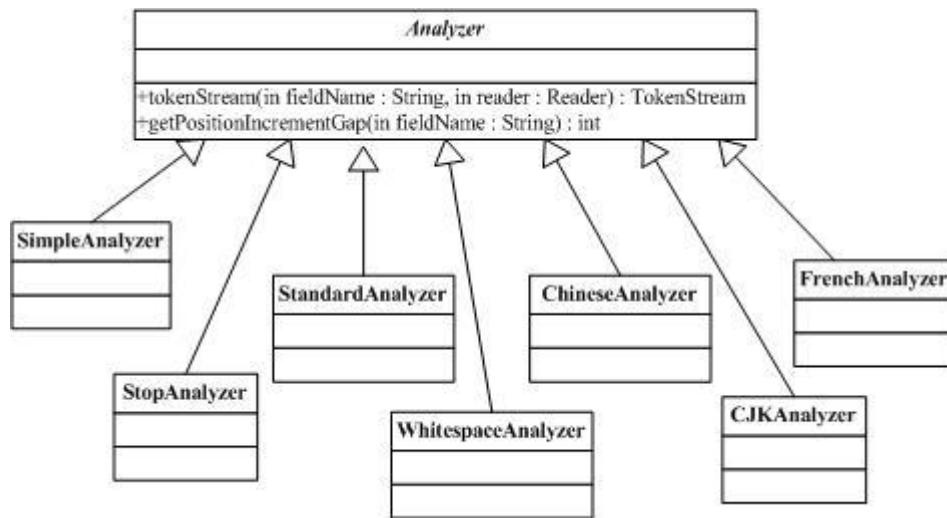 Analyzer
+tokenStream(in fieldName : String, in reader : Reader) : TokenStream
+getPositionIncrementGap(in fieldName : String) : int
SimpleAnalyzer
StandardAnalyzer
ChineseAnalyzer
FrenchAnalyzer
StopAnalyzer
WhitespaceAnalyzer
CJKAnalyzer